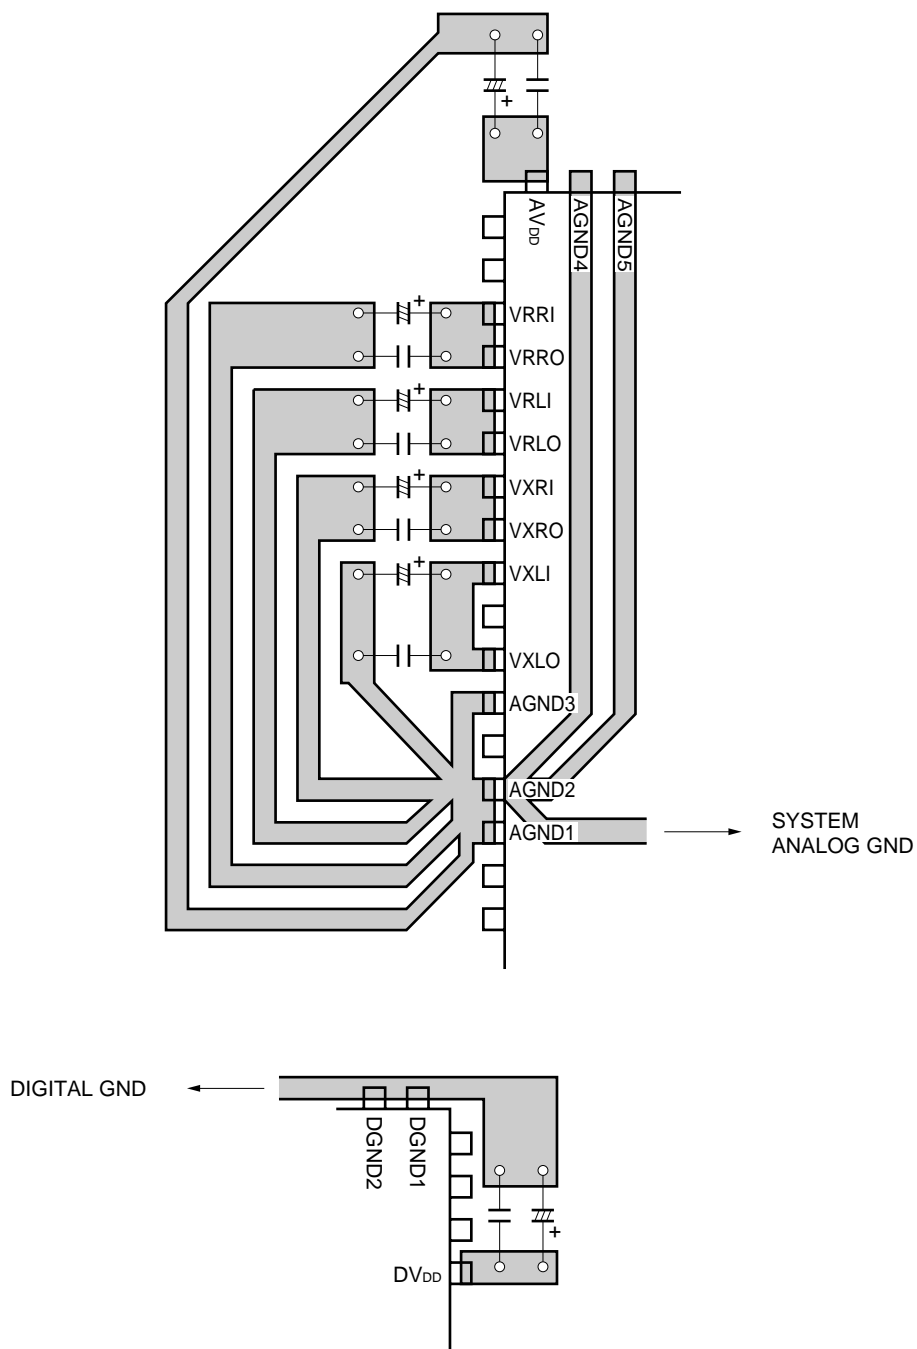 +
AVDD
AGND4
AGND5
+
VRRI
VRRO
+
VRLI
VRLO
+
VXRI
VXRO
+
VXLI
VXLO
AGND3
AGND2
AGND1
SYSTEM
ANALOG GND
DIGITAL GND
DGND2
DGND1
+
DVDD